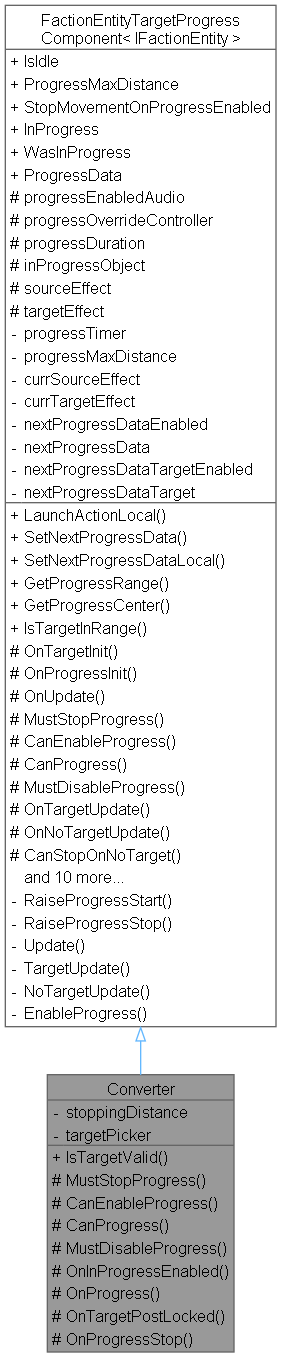 FactionEntityTargetProgress
Component< IFactionEntity >
+ IsIdle
+ ProgressMaxDistance
+ StopMovementOnProgressEnabled
+ InProgress
+ WasInProgress
+ ProgressData
# progressEnabledAudio
# progressOverrideController
# progressDuration
# inProgressObject
# sourceEffect
# targetEffect
- progressTimer
- progressMaxDistance
- currSourceEffect
- currTargetEffect
- nextProgressDataEnabled
- nextProgressData
- nextProgressDataTargetEnabled
- nextProgressDataTarget
+ LaunchActionLocal()
+ SetNextProgressData()
+ SetNextProgressDataLocal()
+ GetProgressRange()
+ GetProgressCenter()
+ IsTargetInRange()
# OnTargetInit()
# OnProgressInit()
# OnUpdate()
# MustStopProgress()
# CanEnableProgress()
# CanProgress()
# MustDisableProgress()
# OnTargetUpdate()
# OnNoTargetUpdate()
# CanStopOnNoTarget()
and 10 more...
- RaiseProgressStart()
- RaiseProgressStop()
- Update()
- TargetUpdate()
- NoTargetUpdate()
- EnableProgress()
Converter
- stoppingDistance
- targetPicker
+ IsTargetValid()
# MustStopProgress()
# CanEnableProgress()
# CanProgress()
# MustDisableProgress()
# OnInProgressEnabled()
# OnProgress()
# OnTargetPostLocked()
# OnProgressStop()